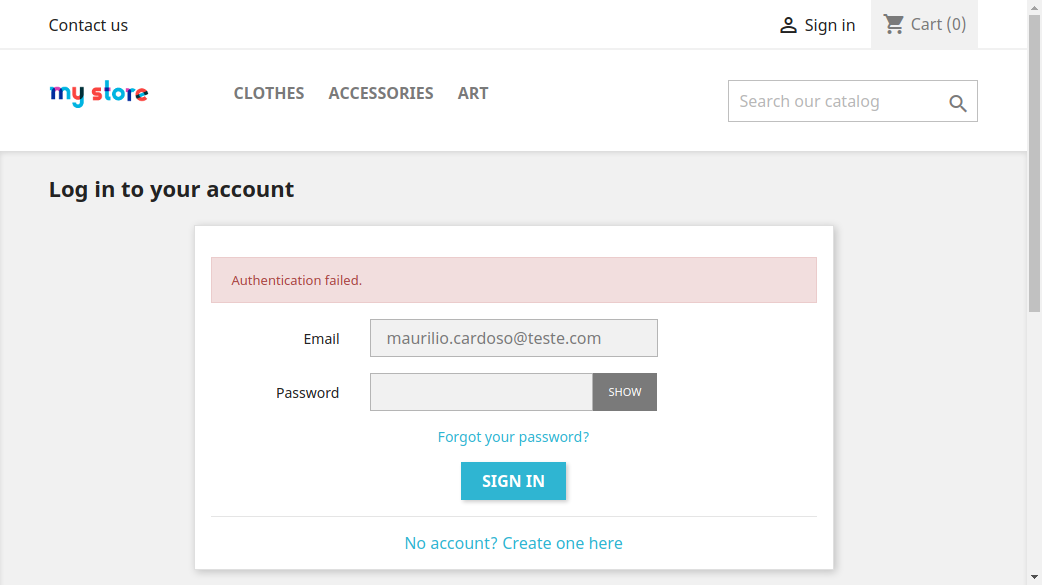 Contact us
Sign in
Cart (0)
my store
CLOTHES
ACCESSORIES
ART
Search our catalog
Log in to your account
Authentication failed.
Email
maurilio.cardoso@teste.com
Password
SHOW
Forgot your password?
SIGN IN
No account? Create one here